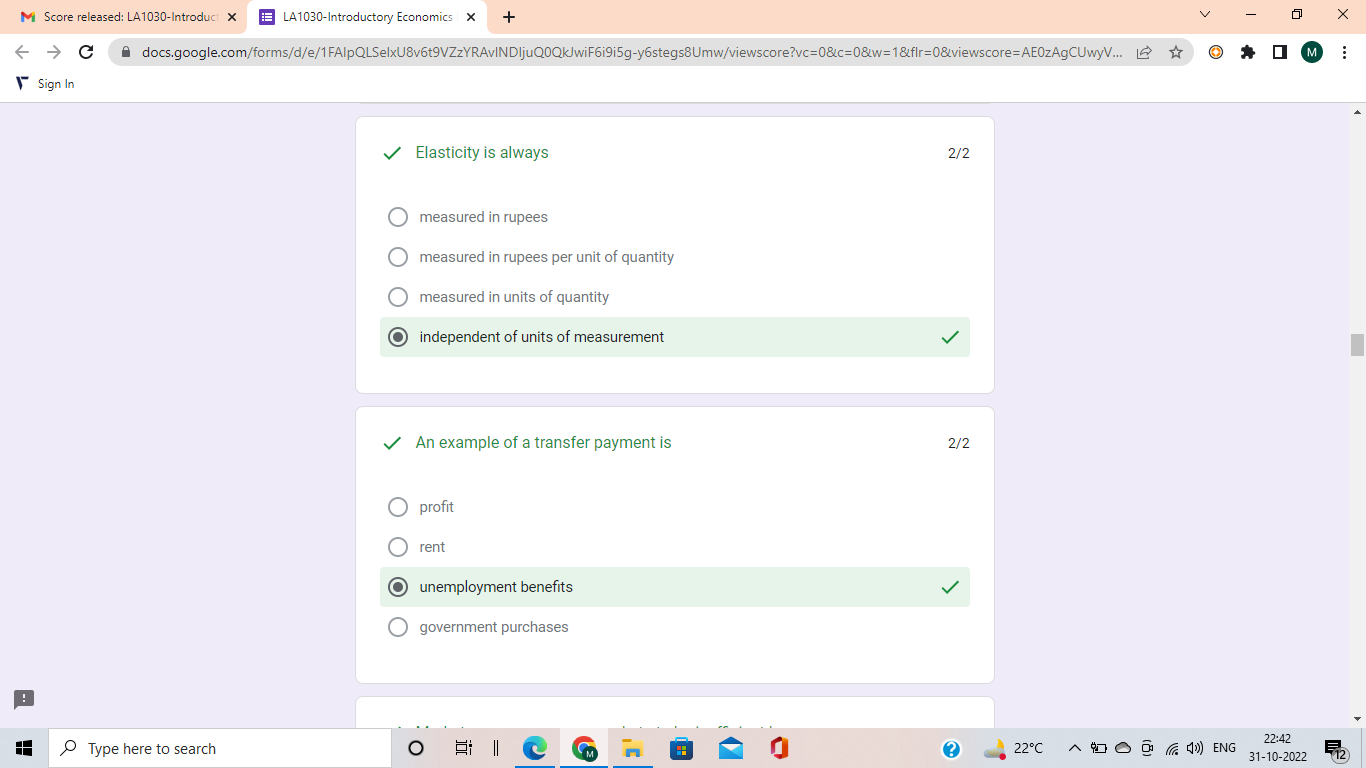 Score released: LA1030-Introduct
LA1030-Introductory Economics
docs.google.com/forms/d/e/1FAIpQLSelxU8v6t9VZzYRAvINDIjuQ0QkJwiF6i9i5g-y6stegs8Umw/viewscore?vc=0&c=0&w=1&flr=0&viewscore=AE0zAgCUwyV...
M
Sign In
Elasticity is always
2/2
measured in rupees
measured in rupees per unit of quantity
measured in units of quantity
independent of units of measurement
An example of a transfer payment is
2/2
profit
rent
unemployment benefits
government purchases
Type here to search
M
22°C
ENG
22:42
31-10-2022
12